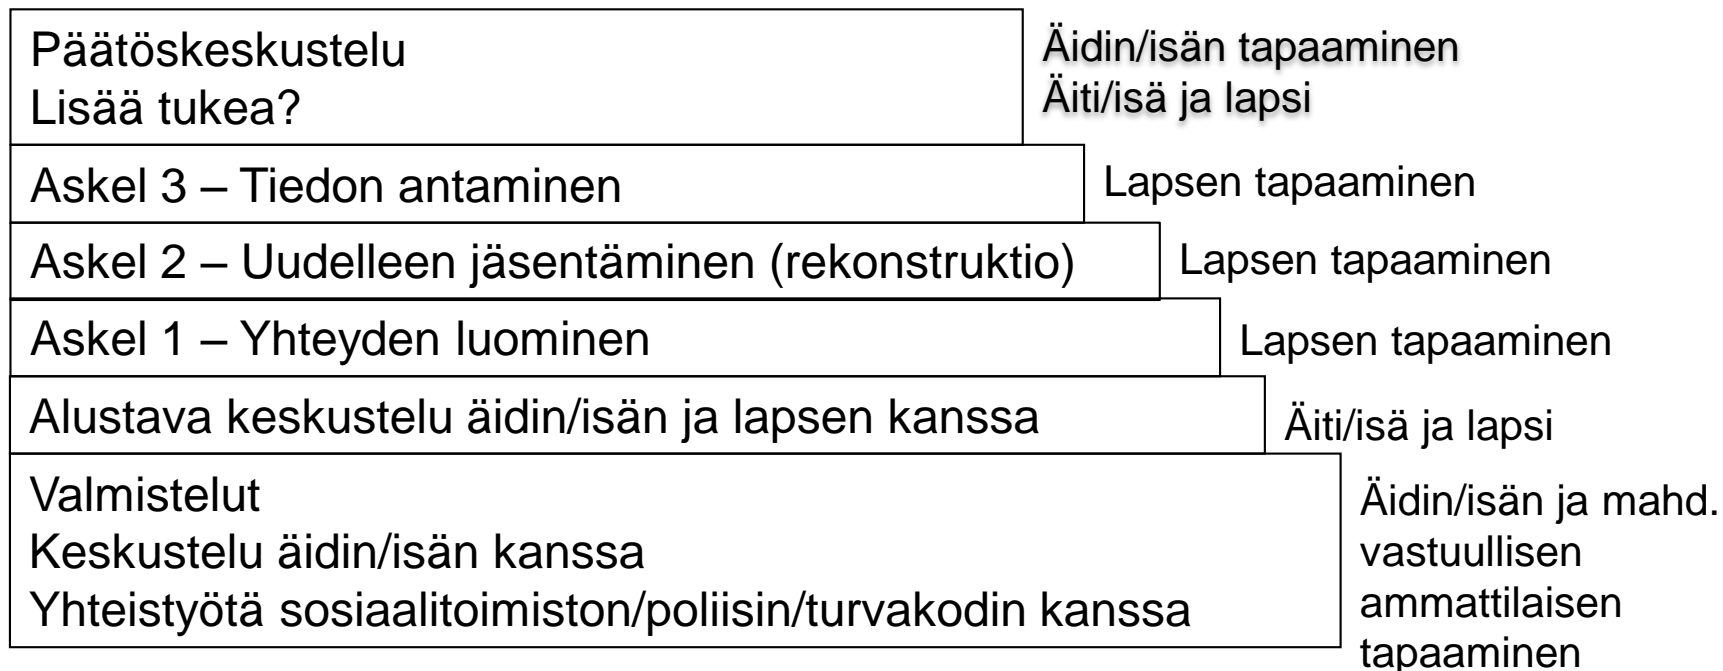 Päätöskeskustelu
Lisää tukea?
Äidin/isän tapaaminen
Äiti/isä ja lapsi
Askel 3 – Tiedon antaminen
Lapsen tapaaminen
Askel 2 – Uudelleen jäsentäminen (rekonstruktio)
Lapsen tapaaminen
Askel 1 – Yhteyden luominen
Lapsen tapaaminen
Alustava keskustelu äidin/isän ja lapsen kanssa
Äiti/isä ja lapsi
Valmistelut
Keskustelu äidin/isän kanssa
Yhteistyötä sosiaalitoimiston/poliisin/turvakodin kanssa
Äidin/isän ja mahd.
vastuullisen
ammattilaisen
tapaaminen